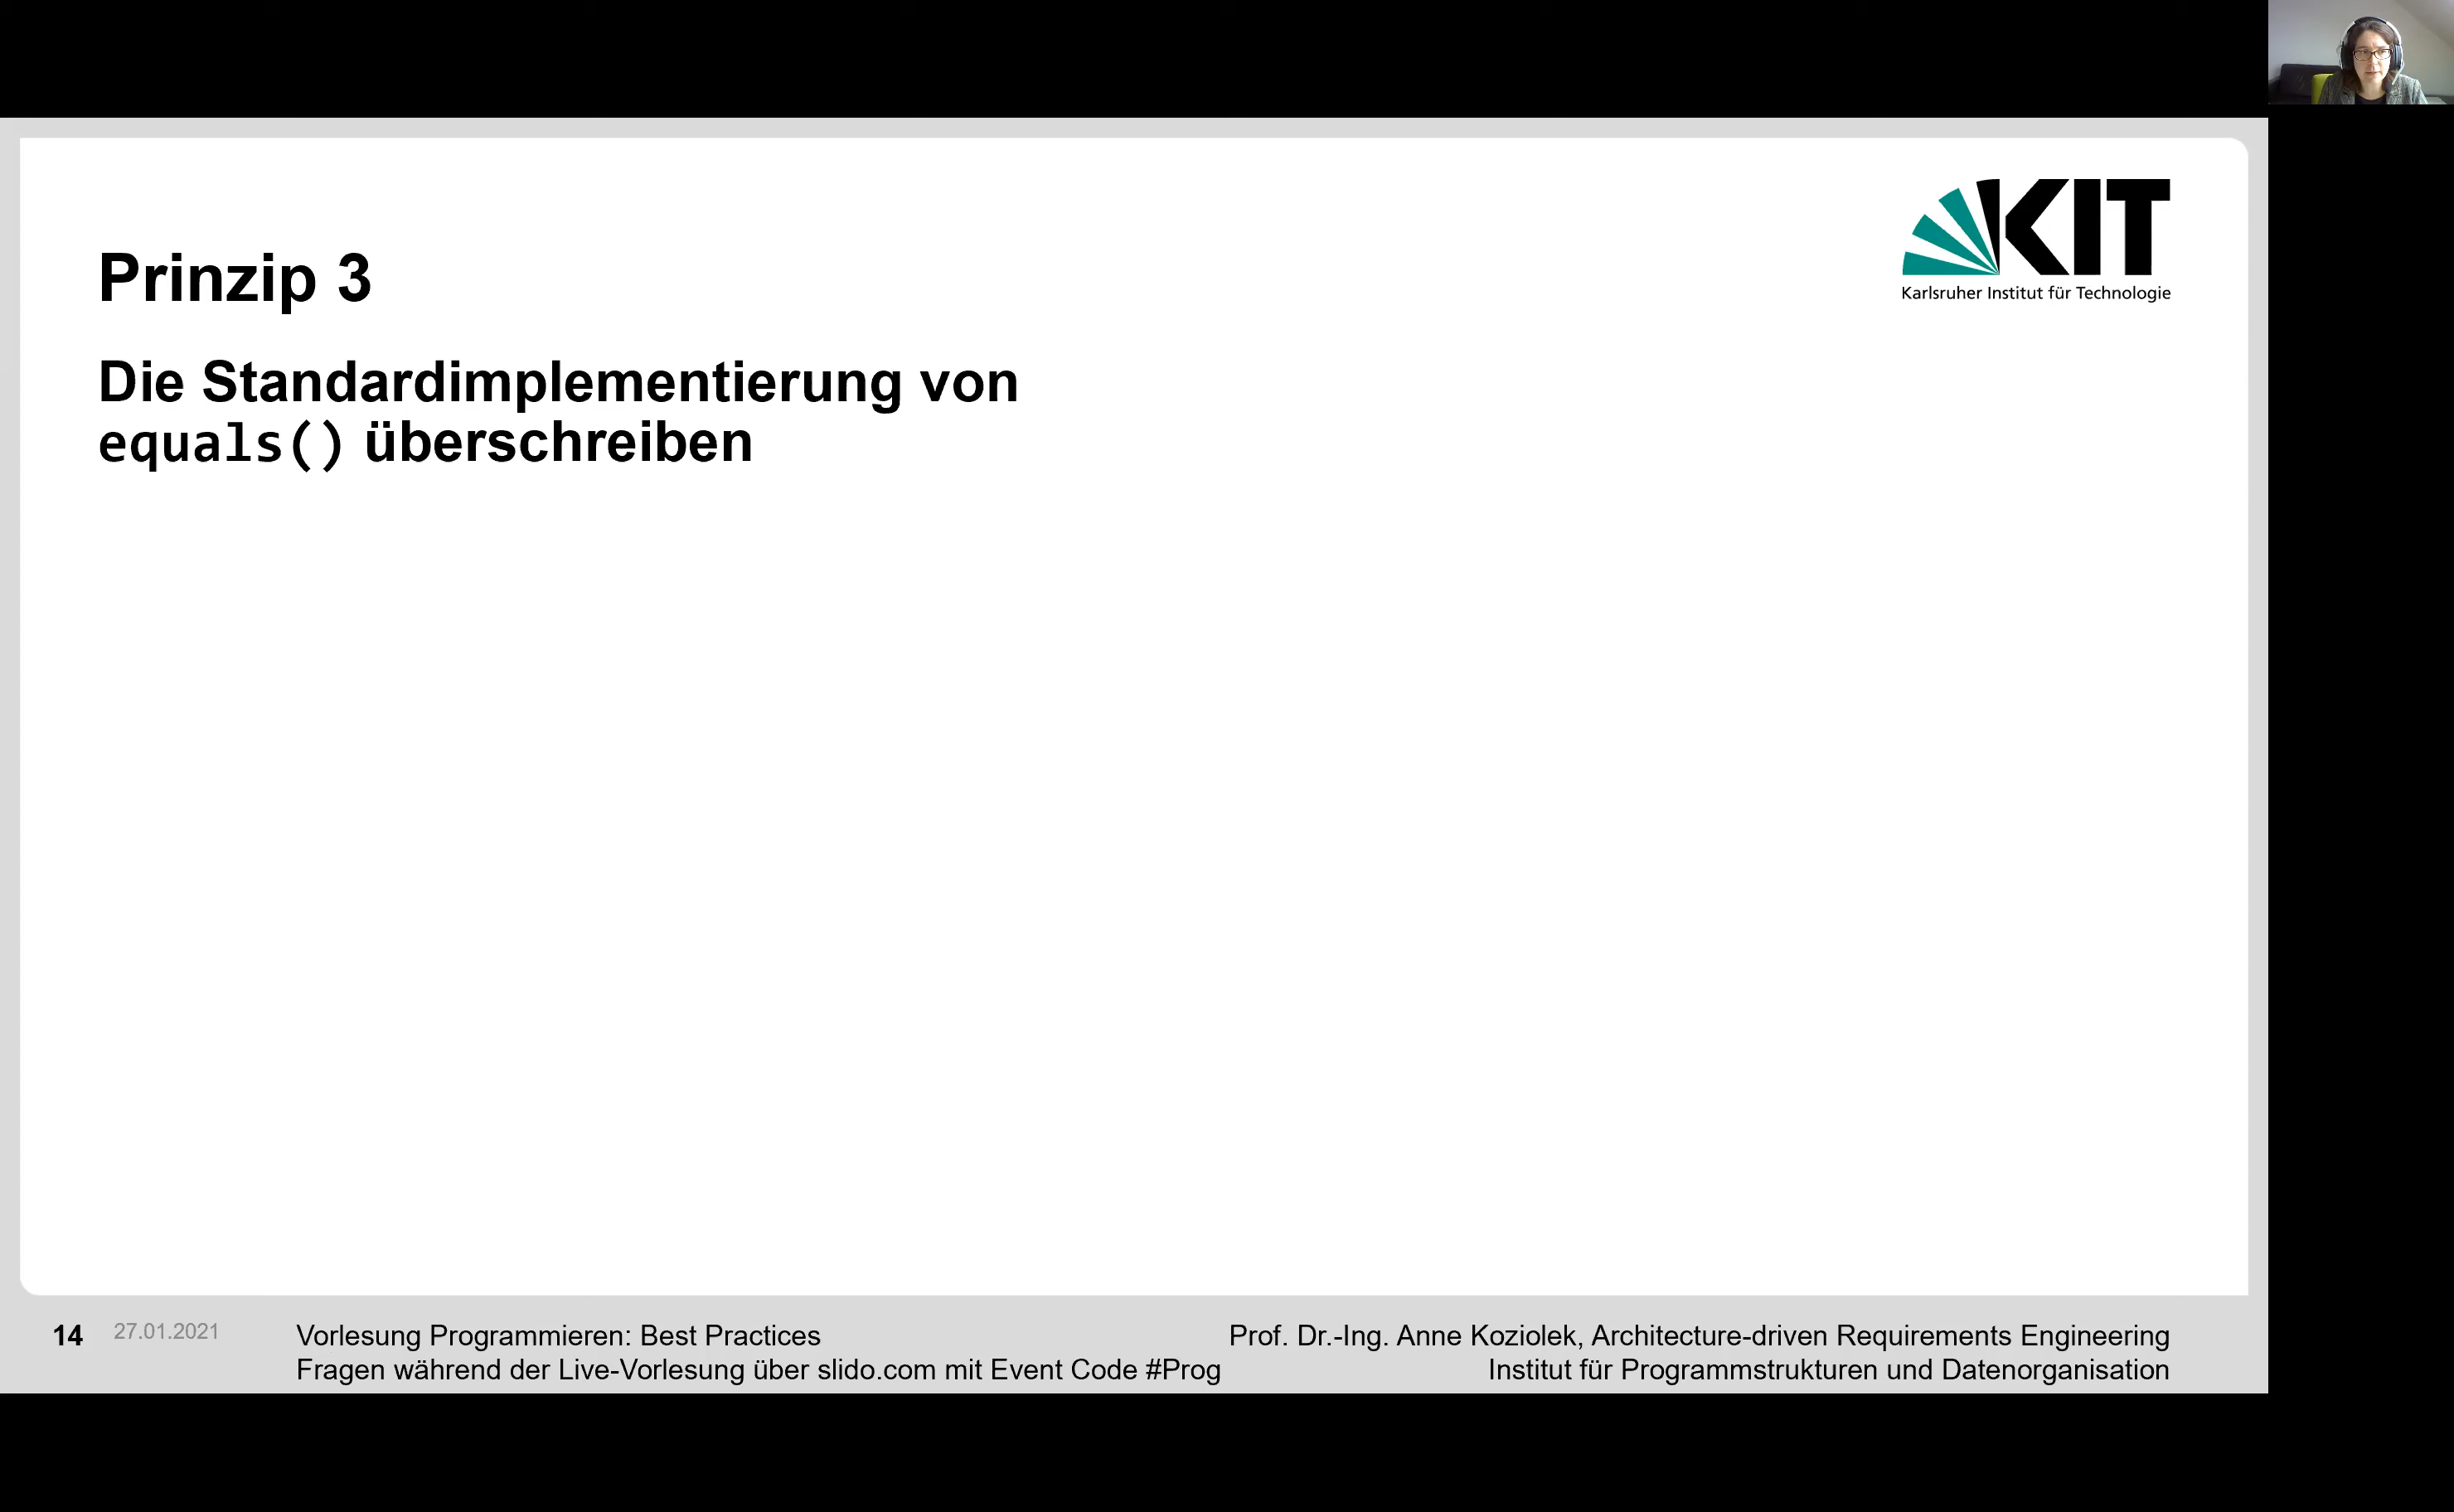 KIT
Karlsruher Institut für Technologie
Prinzip 3
Die Standardimplementierung von
equals() überschreiben
14
27.01.2021
Vorlesung Programmieren: Best Practices
Fragen während der Live-Vorlesung über slido.com mit Event Code #Prog
Prof. Dr.-Ing. Anne Koziolek, Architecture-driven Requirements Engineering
Institut für Programmstrukturen und Datenorganisation